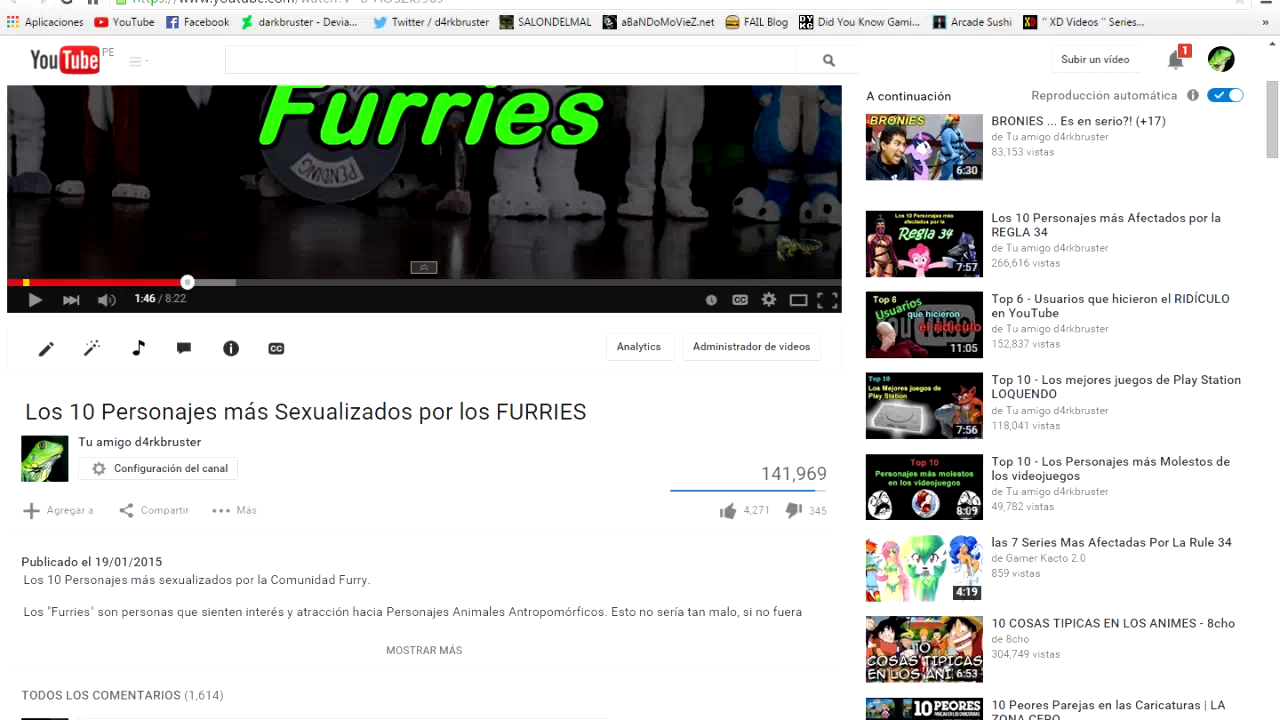 Aplicaciones YouTube Facebook darkbruster - Devia... Twitter / d4rkbruster SALONDELMAL aBaNDoMoVieZ.net FAIL Blog Did You Know Gami... Arcade Sushi " XD Videos " Series... »
YouTube PE
Subir un vídeo
1
Furries
PENDING
1:46 / 8:22
CC
Analytics
Administrador de videos
Los 10 Personajes más Sexualizados por los FURRIES
Tu amigo d4rkbruster
Configuración del canal
141,969
Agregar a Compartir Más
4,271 345
Publicado el 19/01/2015
Los 10 Personajes más sexualizados por la Comunidad Furry.
Los "Furries" son personas que sienten interés y atracción hacia Personajes Animales Antropomórficos. Esto no sería tan malo, si no fuera
MOSTRAR MÁS
TODOS LOS COMENTARIOS (1,614)
A continuación
Reproducción automática
BRONIES
6:30
BRONIES ... Es en serio?! (+17)
de Tu amigo d4rkbruster
83,153 vistas
Los 10 Personajes más
afectados por la
Regla 34
7:57
Los 10 Personajes más Afectados por la
REGLA 34
de Tu amigo d4rkbruster
266,616 vistas
Top 6
Usuarios
que hicieron
el ridículo
11:05
Top 6 - Usuarios que hicieron el RIDÍCULO
en YouTube
de Tu amigo d4rkbruster
152,837 vistas
Top 10
Los Mejores juegos de
Play Station
7:56
Top 10 - Los mejores juegos de Play Station
LOQUENDO
de Tu amigo d4rkbruster
118,041 vistas
Top 10
Personajes más molestos
en los videojuegos
8:09
Top 10 - Los Personajes más Molestos de
los videojuegos
de Tu amigo d4rkbruster
49,782 vistas
4:19
las 7 Series Mas Afectadas Por La Rule 34
de Gamer Kacto 2.0
859 vistas
10
COSAS TIPICAS
EN LOS ANI
6:53
10 COSAS TIPICAS EN LOS ANIMES - 8cho
de 8cho
304,749 vistas
10 PEORES
10 Peores Parejas en las Caricaturas | LA
ZONA CERO